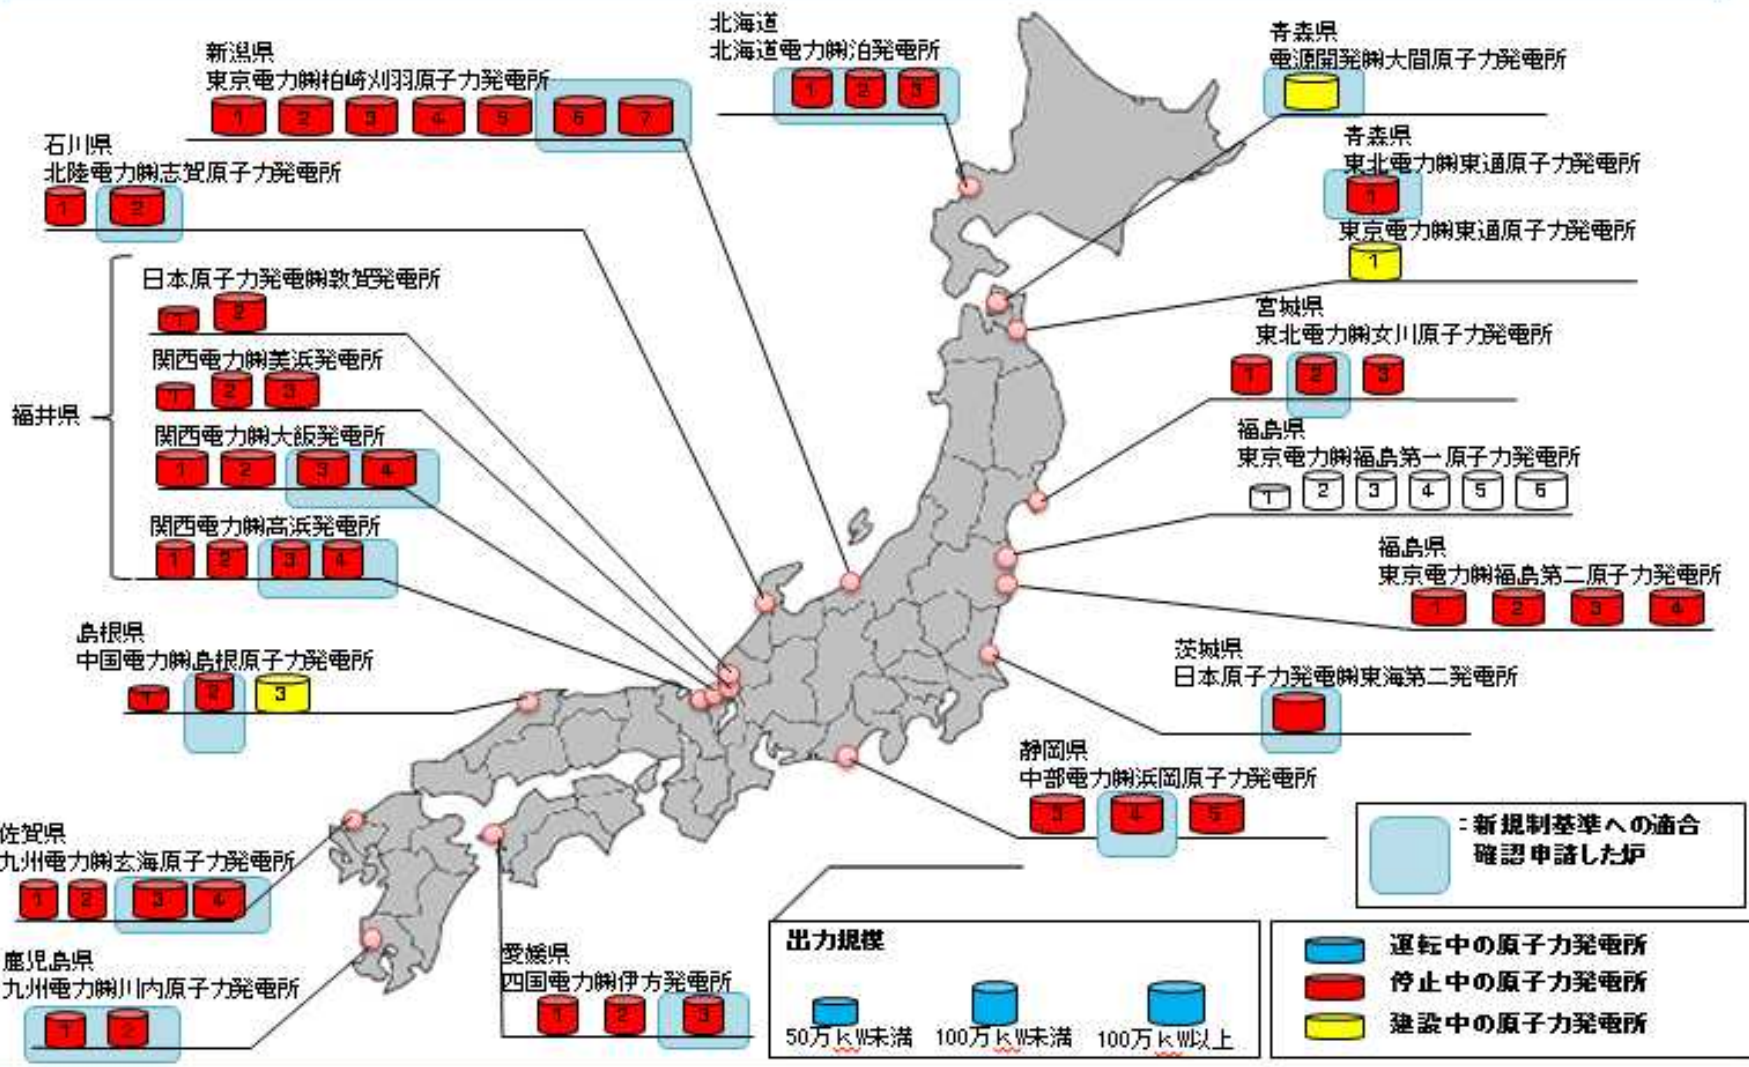 北海道
北海道電力㈱泊発電所
1 2 3
青森県
電源開発㈱大間原子力発電所
新潟県
東京電力㈱柏崎刈羽原子力発電所
1 2 3 4 5 6 7
青森県
東北電力㈱東通原子力発電所
1
東京電力㈱東通原子力発電所
1
石川県
北陸電力㈱志賀原子力発電所
1 2
福井県
日本原子力発電㈱敦賀発電所
1 2
関西電力㈱美浜発電所
1 2 3
関西電力㈱大飯発電所
1 2 3 4
関西電力㈱高浜発電所
1 2 3 4
宮城県
東北電力㈱女川原子力発電所
1 2 3
福島県
東京電力㈱福島第一原子力発電所
1 2 3 4 5 6
福島県
東京電力㈱福島第二原子力発電所
1 2 3 4
島根県
中国電力㈱島根原子力発電所
1 2 3
茨城県
日本原子力発電㈱東海第二発電所
静岡県
中部電力㈱浜岡原子力発電所
3 4 5
佐賀県
九州電力㈱玄海原子力発電所
1 2 3 4
鹿児島県
九州電力㈱川内原子力発電所
1 2
愛媛県
四国電力㈱伊方発電所
1 2 3
:新規制基準への適合
確認申請した炉
出力規模
50万kW未満 100万kW未満 100万kW以上
運転中の原子力発電所
停止中の原子力発電所
建設中の原子力発電所